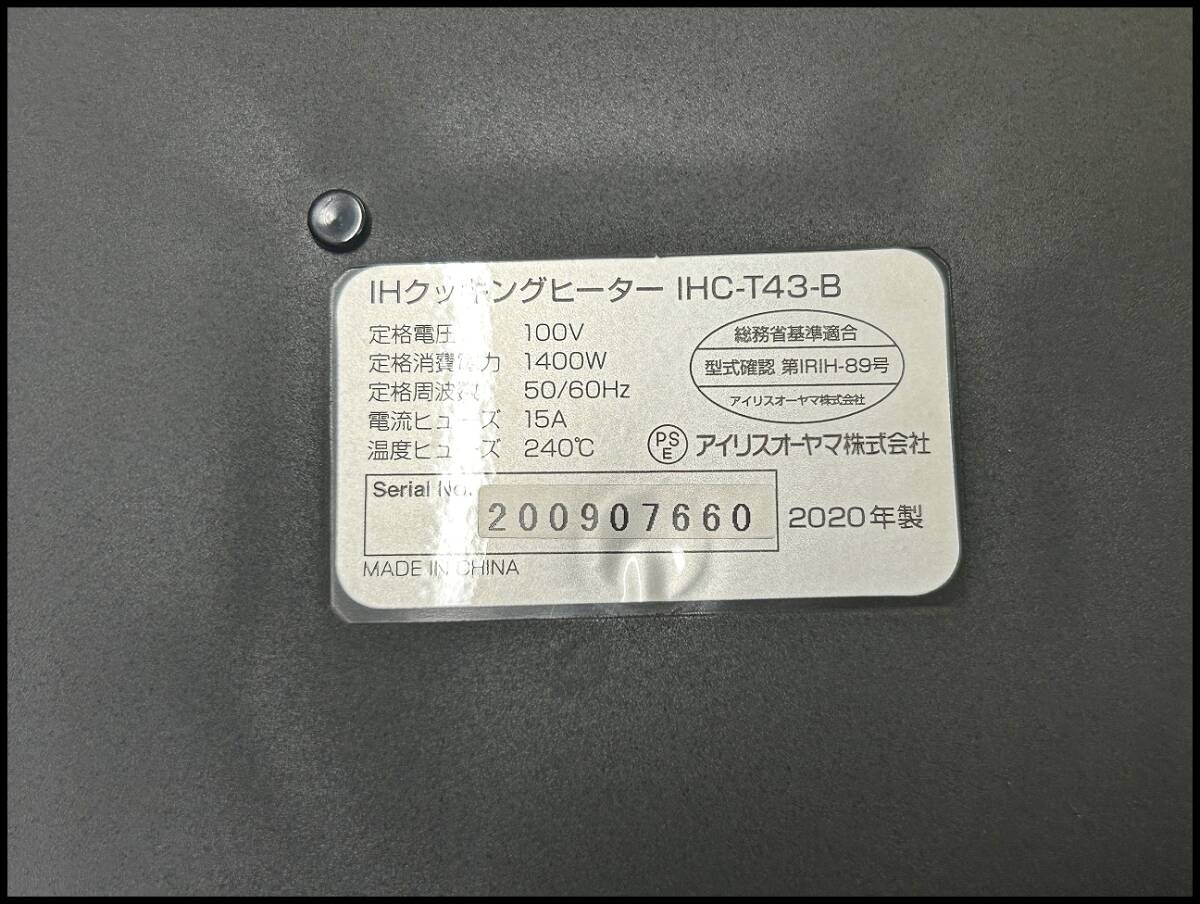 IHクッキングヒーター IHC-T43-B
定格電圧 100V
定格消費電力 1400W
定格周波数 50/60Hz
電流ヒューズ 15A
温度ヒューズ 240℃
総務省基準適合
型式確認 第IRIH-89号
アイリスオーヤマ株式会社
PSE アイリスオーヤマ株式会社
Serial No.
200907660
2020年製
MADE IN CHINA